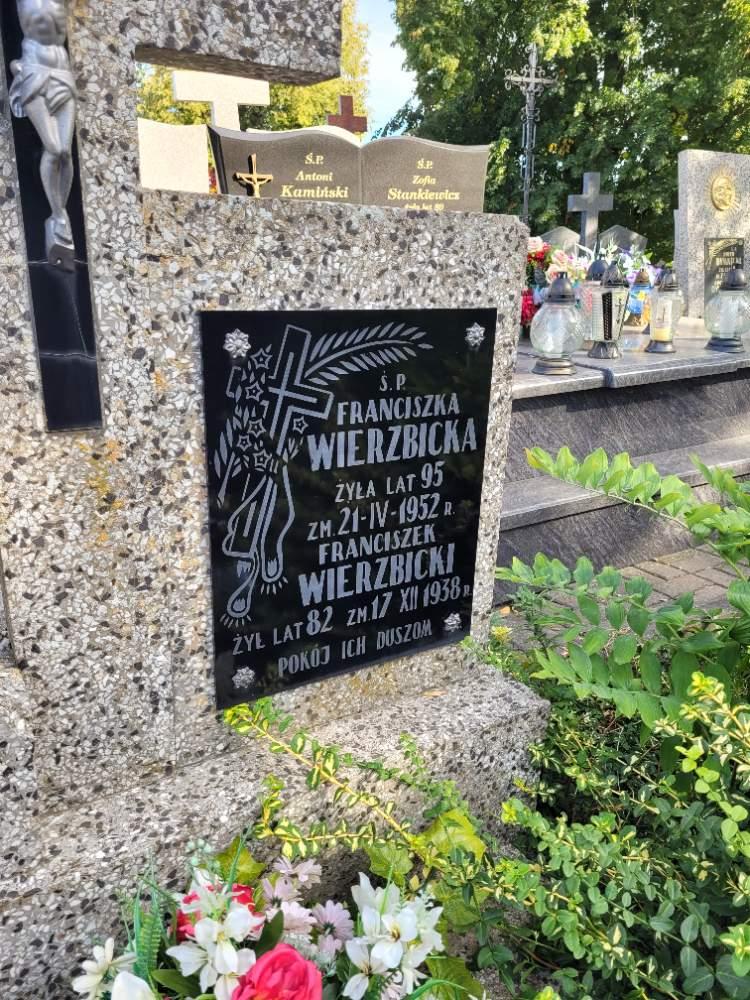 Ś.P.
Antoni
Kamiński
Ś.P.
Zofia
Stankiewicz
Ś. P.
FRANCISZKA
WIERZBICKA
ŻYŁA LAT 95
ZM. 21-IV-1952 R.
FRANCISZEK
WIERZBICKI
ŻYŁ LAT 82 ZM. 17 XII 1938 R.
POKÓJ ICH DUSZOM